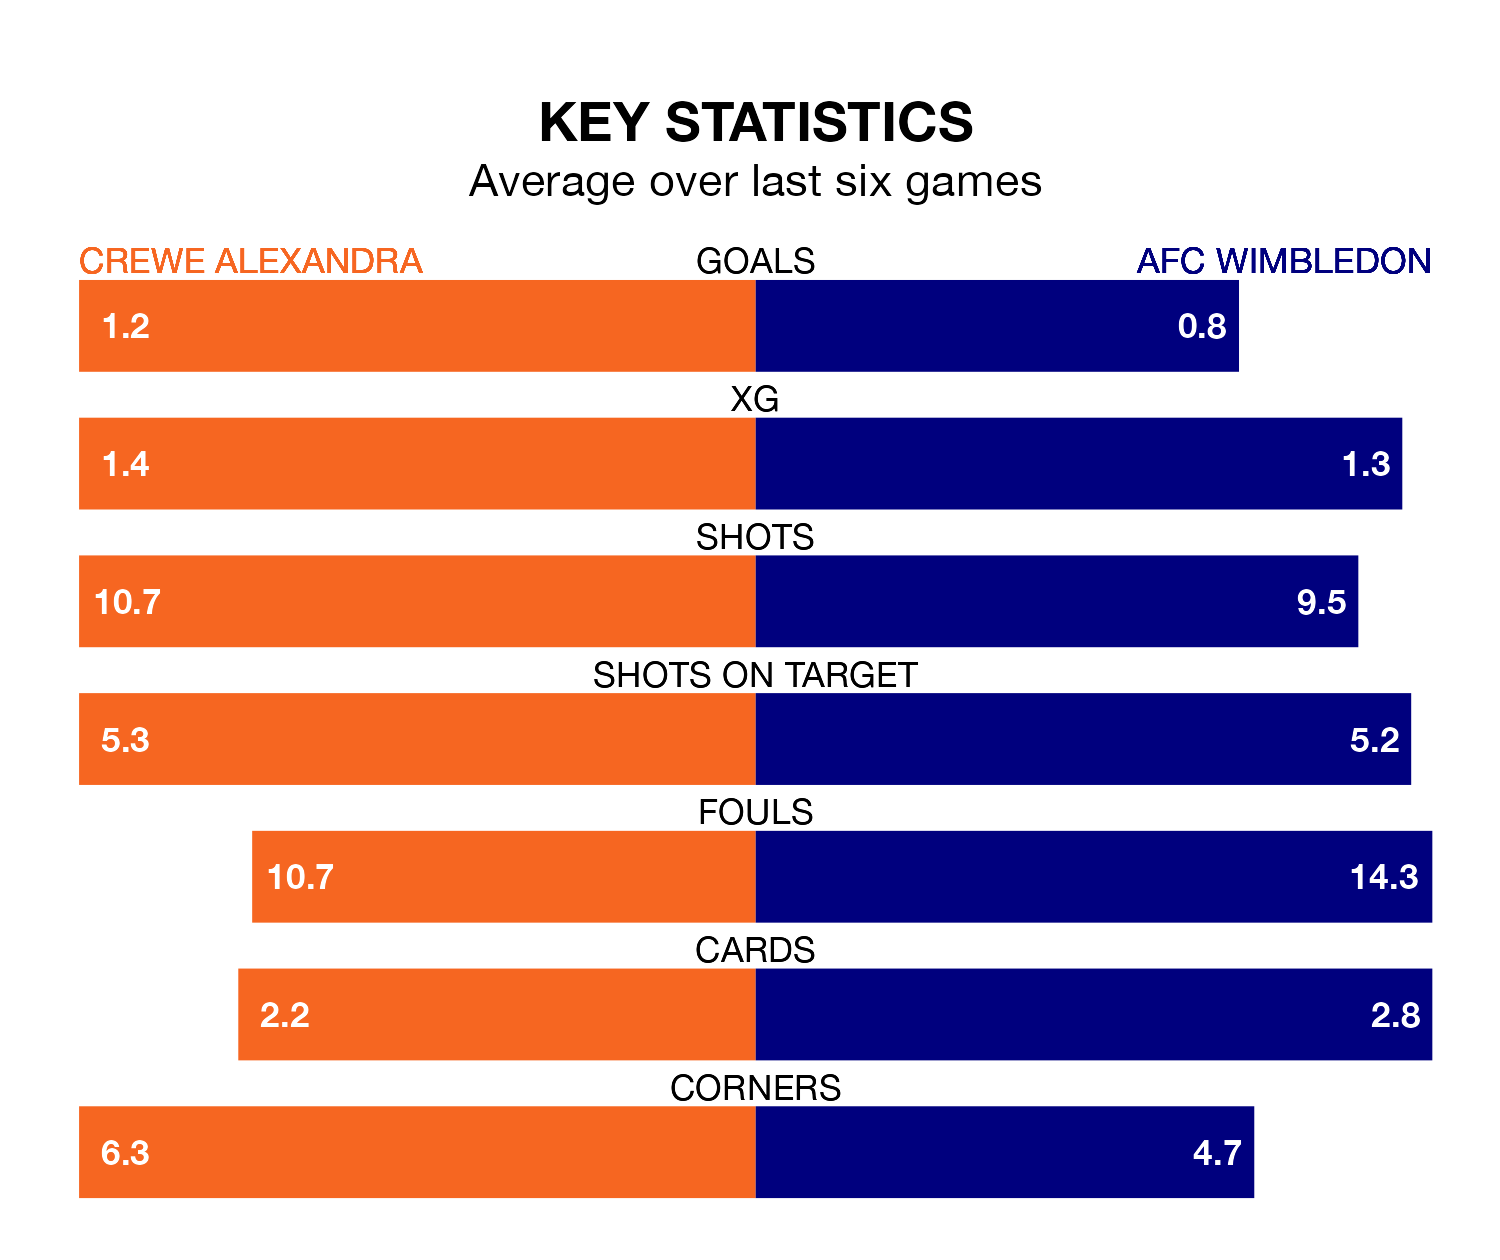 KEY STATISTICS
Average over last six games
CREWE ALEXANDRA GOALS AFC WIMBLEDON
1.2 0.8
XG
1.4 1.3
SHOTS
10.7 9.5
SHOTS ON TARGET
5.3 5.2
FOULS
10.7 14.3
CARDS
2.2 2.8
CORNERS
6.3 4.7